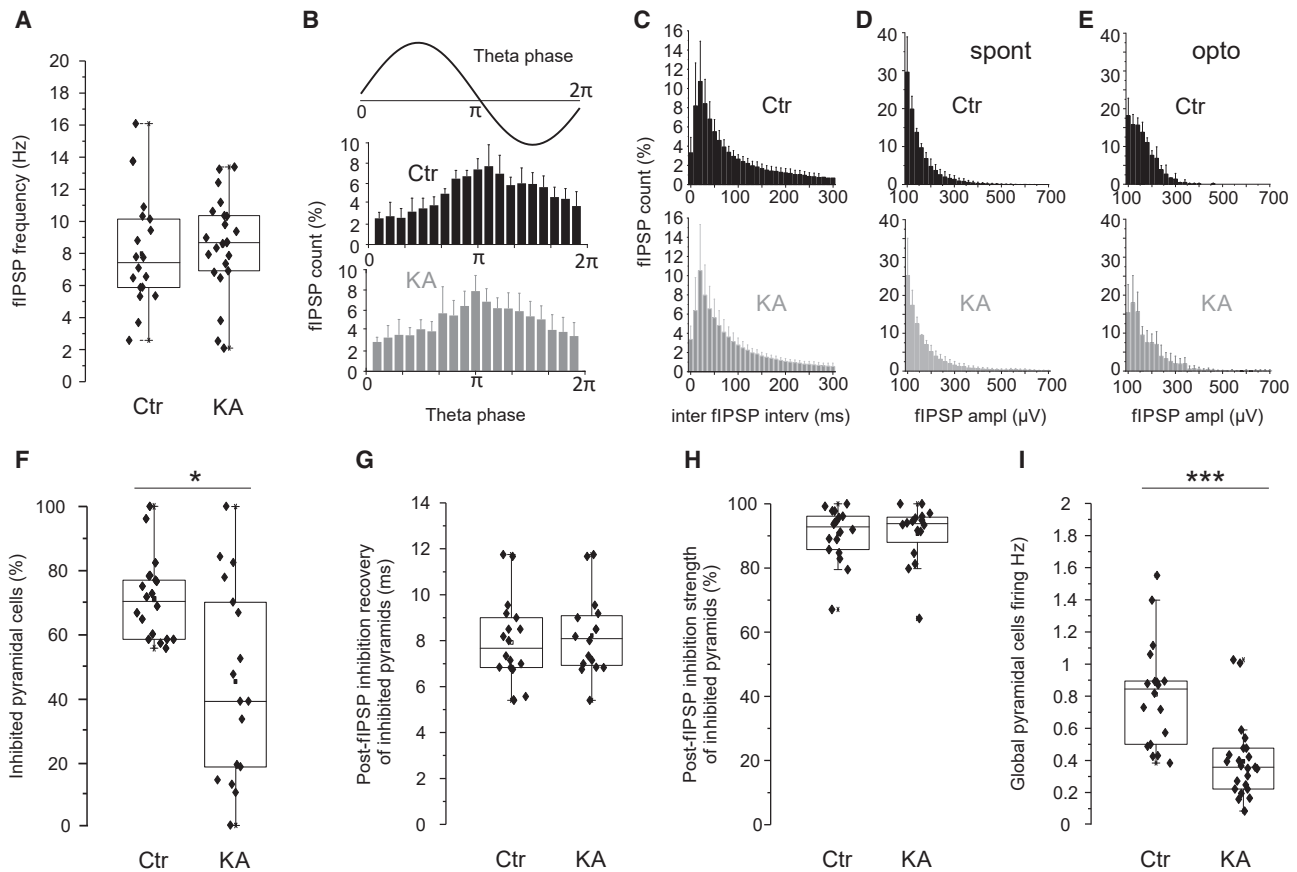 A
fIPSP frequency (Hz)
20
18
16
14
12
10
8
6
4
2
0
Ctr KA
B
Theta phase
0 π 2π
fIPSP count (%)
10
8
6
4
2
0
Ctr
0 π 2π
10
8
6
4
2
0
KA
0 π 2π
Theta phase
C
fIPSP count (%)
16
14
12
10
8
6
4
2
0
Ctr
0 100 200 300
16
14
12
10
8
6
4
2
0
KA
0 100 200 300
inter fIPSP interv (ms)
D
40
30
20
10
0
spont
Ctr
100 300 500 700
40
30
20
10
0
KA
100 300 500 700
fIPSP ampl (µV)
E
40
30
20
10
0
opto
Ctr
100 300 500 700
40
30
20
10
0
KA
100 300 500 700
fIPSP ampl (µV)
F
*
Inhibited pyramidal cells (%)
100
80
60
40
20
0
Ctr KA
G
Post-fIPSP inhibition recovery
of inhibited pyramids (ms)
14
12
10
8
6
4
2
0
Ctr KA
H
Post-fIPSP inhibition strength
of inhibited pyramids (%)
100
80
60
40
20
0
Ctr KA
I
***
Global pyramidal cells firing Hz)
2
1.8
1.6
1.4
1.2
1
0.8
0.6
0.4
0.2
0
Ctr KA